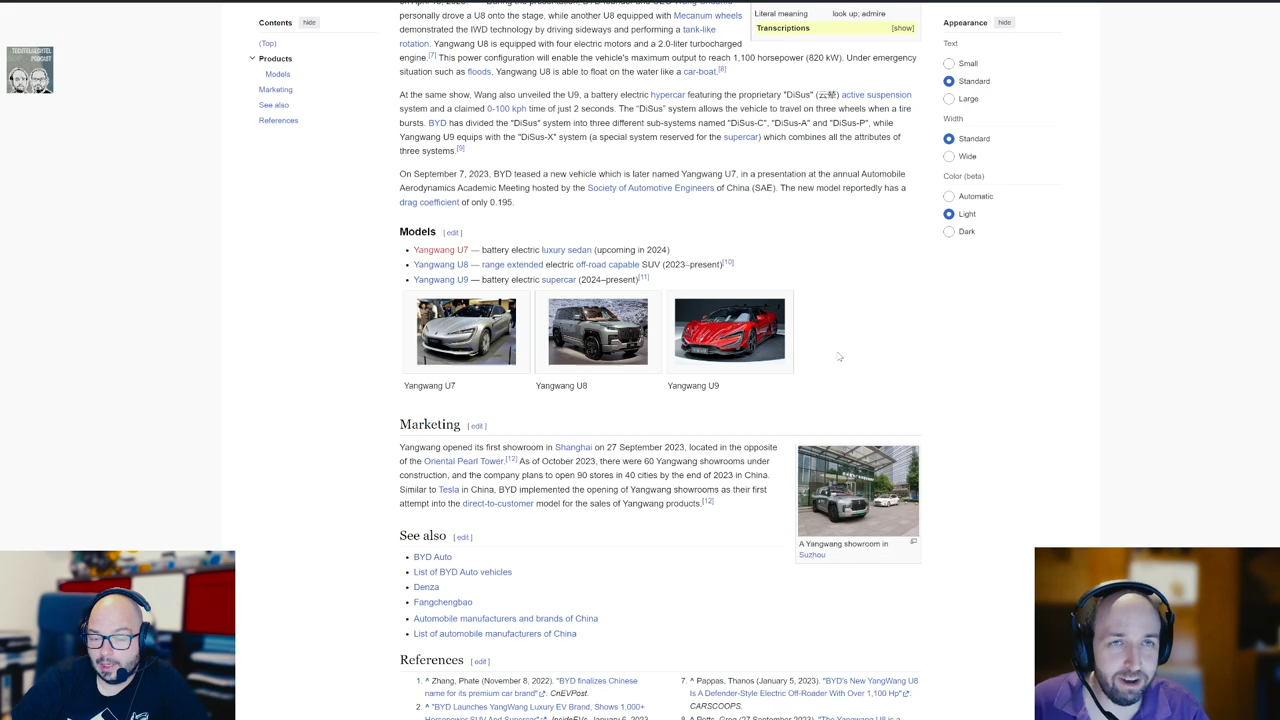 Contents hide
(Top)
Products
Models
Marketing
See also
References
personally drove a U8 onto the stage, while another U8 equipped with Mecanum wheels
demonstrated the IWD technology by driving sideways and performing a tank-like
rotation. Yangwang U8 is equipped with four electric motors and a 2.0-liter turbocharged
engine.[7] This power configuration will enable the vehicle's maximum output to reach 1,100 horsepower (820 kW). Under emergency
situation such as floods, Yangwang U8 is able to float on the water like a car-boat.[8]
At the same show, Wang also unveiled the U9, a battery electric hypercar featuring the proprietary "DiSus" (云辇) active suspension
system and a claimed 0-100 kph time of just 2 seconds. The "DiSus" system allows the vehicle to travel on three wheels when a tire
bursts. BYD has divided the "DiSus" system into three different sub-systems named "DiSus-C", "DiSus-A" and "DiSus-P", while
Yangwang U9 equips with the "DiSus-X" system (a special system reserved for the supercar) which combines all the attributes of
three systems.[9]
On September 7, 2023, BYD teased a new vehicle which is later named Yangwang U7, in a presentation at the annual Automobile
Aerodynamics Academic Meeting hosted by the Society of Automotive Engineers of China (SAE). The new model reportedly has a
drag coefficient of only 0.195.
Models [ edit ]
• Yangwang U7 — battery electric luxury sedan (upcoming in 2024)
• Yangwang U8 — range extended electric off-road capable SUV (2023–present)[10]
• Yangwang U9 — battery electric supercar (2024–present)[11]
Yangwang U7
Yangwang U8
Yangwang U9
Marketing [ edit ]
Yangwang opened its first showroom in Shanghai on 27 September 2023, located in the opposite
of the Oriental Pearl Tower.[12] As of October 2023, there were 60 Yangwang showrooms under
construction, and the company plans to open 90 stores in 40 cities by the end of 2023 in China.
Similar to Tesla in China, BYD implemented the opening of Yangwang showrooms as their first
attempt into the direct-to-customer model for the sales of Yangwang products.[12]
A Yangwang showroom in
Suzhou
See also [ edit ]
• BYD Auto
• List of BYD Auto vehicles
• Denza
• Fangchengbao
• Automobile manufacturers and brands of China
• List of automobile manufacturers of China
References [ edit ]
1. ^ Zhang, Phate (November 8, 2022). "BYD finalizes Chinese
name for its premium car brand". CnEVPost.
2. ^ "BYD Launches YangWang Luxury EV Brand, Shows 1,000+
7. ^ Pappas, Thanos (January 5, 2023). "BYD's New YangWang U8
Is A Defender-Style Electric Off-Roader With Over 1,100 Hp".
CARSCOOPS.
Literal meaning look up; admire
Transcriptions [show]
Appearance hide
Text
Small
Standard
Large
Width
Standard
Wide
Color (beta)
Automatic
Light
Dark
PODCAST